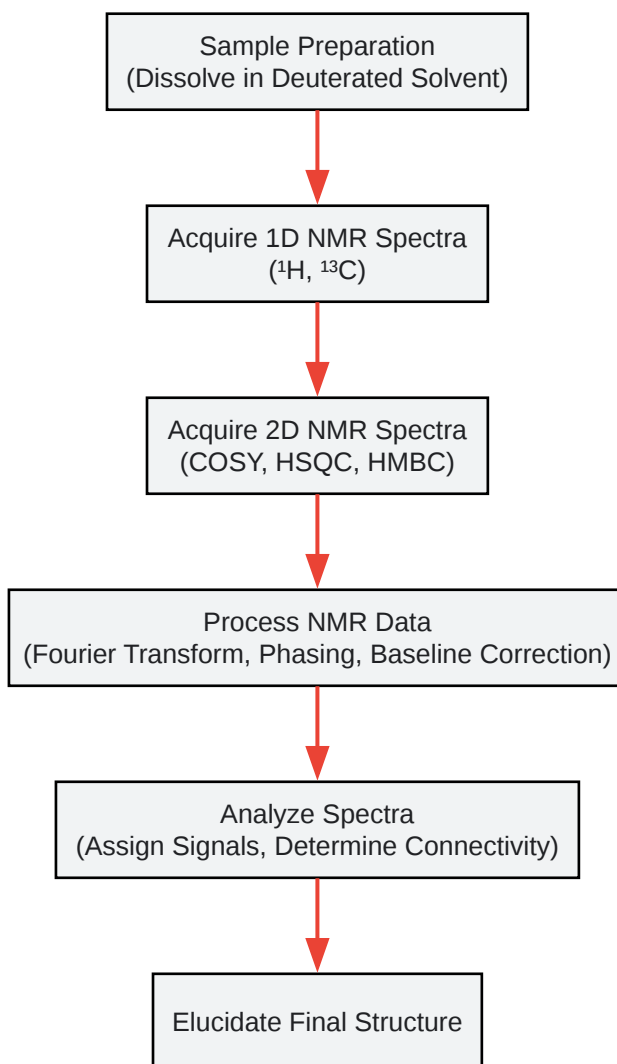 Sample Preparation
(Dissolve in Deuterated Solvent)
Acquire 1D NMR Spectra
(¹H, ¹³C)
Acquire 2D NMR Spectra
(COSY, HSQC, HMBC)
Process NMR Data
(Fourier Transform, Phasing, Baseline Correction)
Analyze Spectra
(Assign Signals, Determine Connectivity)
Elucidate Final Structure